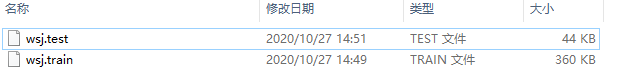 名称 修改日期 类型 大小
wsj.test 2020/10/27 14:51 TEST 文件 44 KB
wsj.train 2020/10/27 14:49 TRAIN 文件 360 KB